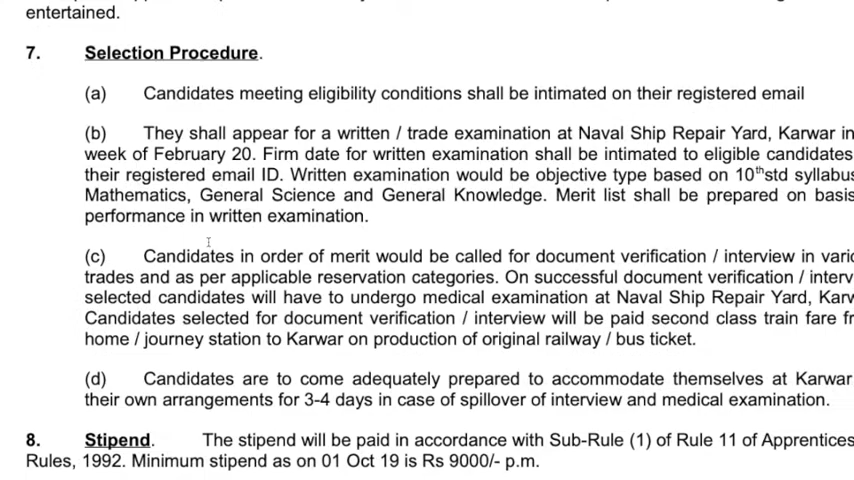 entertained.
7. Selection Procedure.
(a) Candidates meeting eligibility conditions shall be intimated on their registered email
(b) They shall appear for a written / trade examination at Naval Ship Repair Yard, Karwar in
week of February 20. Firm date for written examination shall be intimated to eligible candidates
their registered email ID. Written examination would be objective type based on 10thstd syllabus
Mathematics, General Science and General Knowledge. Merit list shall be prepared on basis
performance in written examination.
(c) Candidates in order of merit would be called for document verification / interview in
trades and as per applicable reservation categories. On successful document verification /
selected candidates will have to undergo medical examination at Naval Ship Repair Yard,
Candidates selected for document verification / interview will be paid second class train fare
home / journey station to Karwar on production of original railway / bus ticket.
(d) Candidates are to come adequately prepared to accommodate themselves at Karwar
their own arrangements for 3-4 days in case of spillover of interview and medical examination.
8. Stipend. The stipend will be paid in accordance with Sub-Rule (1) of Rule 11 of Apprentices
Rules, 1992. Minimum stipend as on 01 Oct 19 is Rs 9000/- p.m.